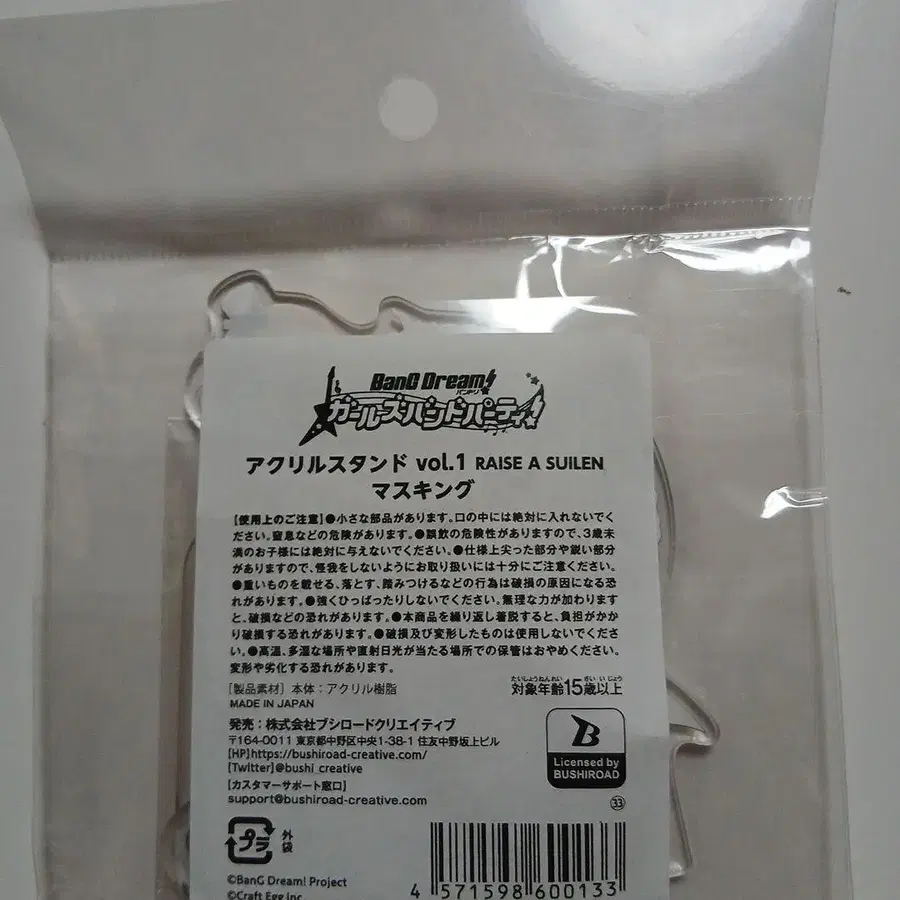 BanG Dream!
バンドリ
ガールズバンドパーティ!
アクリルスタンド vol.1 RAISE A SUILEN
マスキング
【使用上のご注意】●小さな部品があります。口の中には絶対に入れないでく
ださい。窒息などの危険があります。●誤飲の危険性がありますので、3歳未
満のお子様には絶対に与えないでください。●仕様上尖った部分や鋭い部分
がありますので、怪我をしないようにお取り扱いには十分にご注意ください。
●重いものを載せる、落とす、踏みつけるなどの行為は破損の原因になる恐
れがあります。●強くひっぱったりしないでください。無理な力が加わります
と、破損などの恐れがあります。●本商品を繰り返し着脱すると、負担がかか
り破損する恐れがあります。●破損及び変形したものは使用しないでくださ
い。●高温、多湿な場所や直射日光が当たる場所での保管はおやめください。
変形や劣化する恐れがあります。
[製品素材] 本体:アクリル樹脂
MADE IN JAPAN
たいしょうねんれい さいいじょう
対象年齢15歳以上
発売:株式会社ブシロードクリエイティブ
〒164-0011 東京都中野区中央1-38-1 住友中野坂上ビル
[HP]https://bushiroad-creative.com/
[Twitter]@bushi_creative
[カスタマーサポート窓口]
support@bushiroad-creative.com
B
Licensed by
BUSHIROAD
㉝
プラ
外袋
©BanG Dream! Project
©Craft Egg Inc.
4 571598 600133